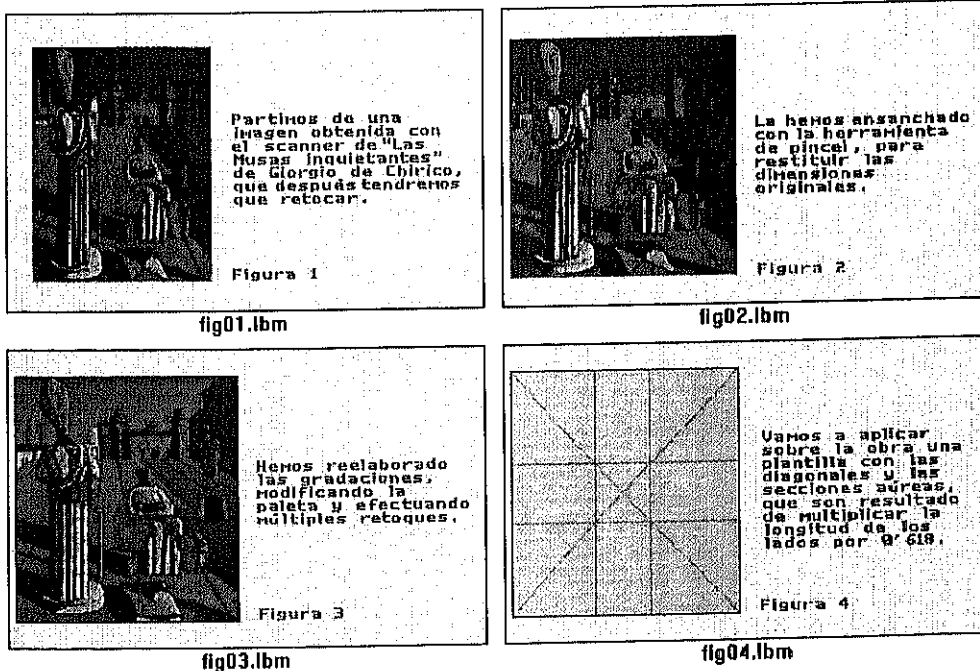 Partimos de una
imagen obtenida con
el scanner de "Las
Musas Inquietantes"
de Giorgio de Chirico,
que después tendremos
que retocar.
Figura 1
fig01.lbm
La hemos ensanchado
con la herramienta
de pincel, para
restituir las
dimensiones
originales.
Figura 2
fig02.lbm
Hemos reelaborado
las gradaciones,
modificando la
paleta y efectuando
múltiples retoques.
Figura 3
fig03.lbm
Vamos a aplicar
sobre la obra una
plantilla con las
diagonales y las
secciones aúreas,
que son resultado
de multiplicar la
longitud de los
lados por 0'618.
Figura 4
fig04.lbm